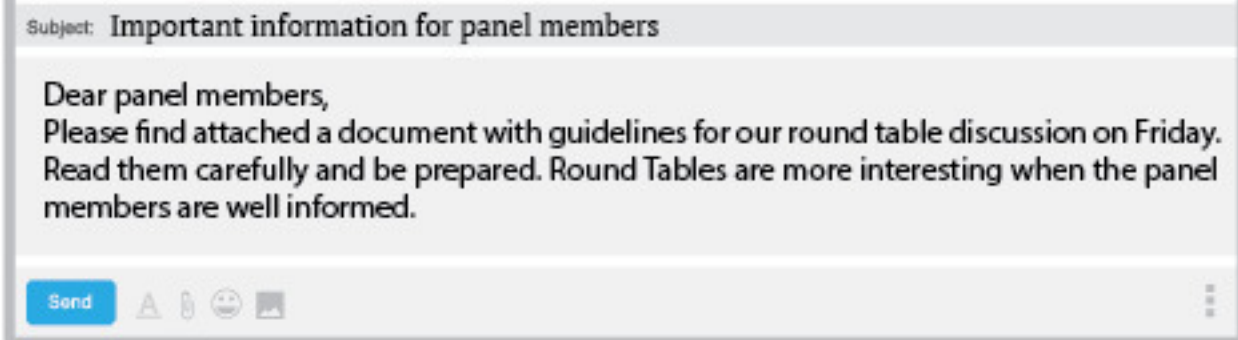 Subject: Important information for panel members
Dear panel members,
Please find attached a document with guidelines for our round table discussion on Friday.
Read them carefully and be prepared. Round Tables are more interesting when the panel
members are well informed.
Send A